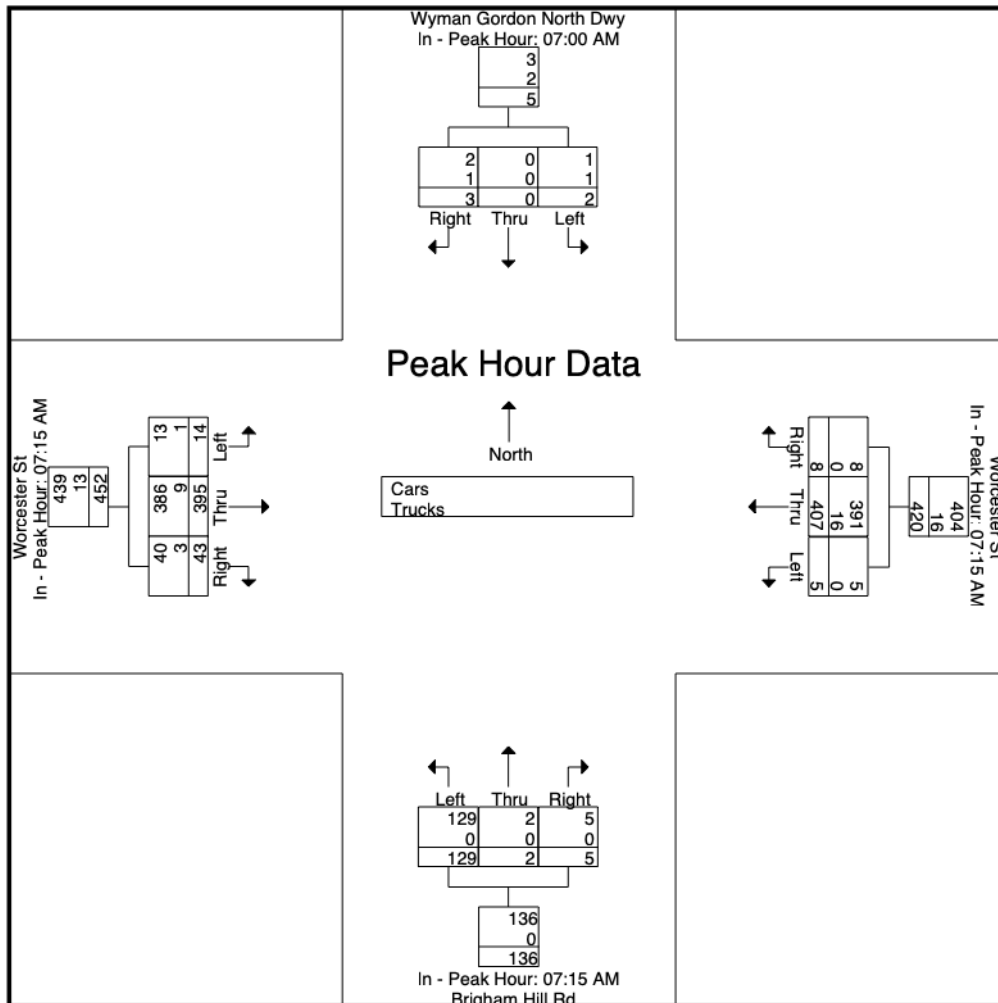 Wyman Gordon North Dwy
In - Peak Hour: 07:00 AM
3
2
5
2 0 1
1 0 1
3 0 2
Right Thru Left
Peak Hour Data
North
Cars
Trucks
Worcester St
In - Peak Hour: 07:15 AM
439
13
452
13 1 14
Left
386 9 395
Thru
40 3 43
Right
Right
8 0 8
Thru
407 16 391
Left
5 0 5
404
16
420
Worcester St
In - Peak Hour: 07:15 AM
Left Thru Right
129 2 5
0 0 0
129 2 5
136
0
136
In - Peak Hour: 07:15 AM
Brigham Hill Rd